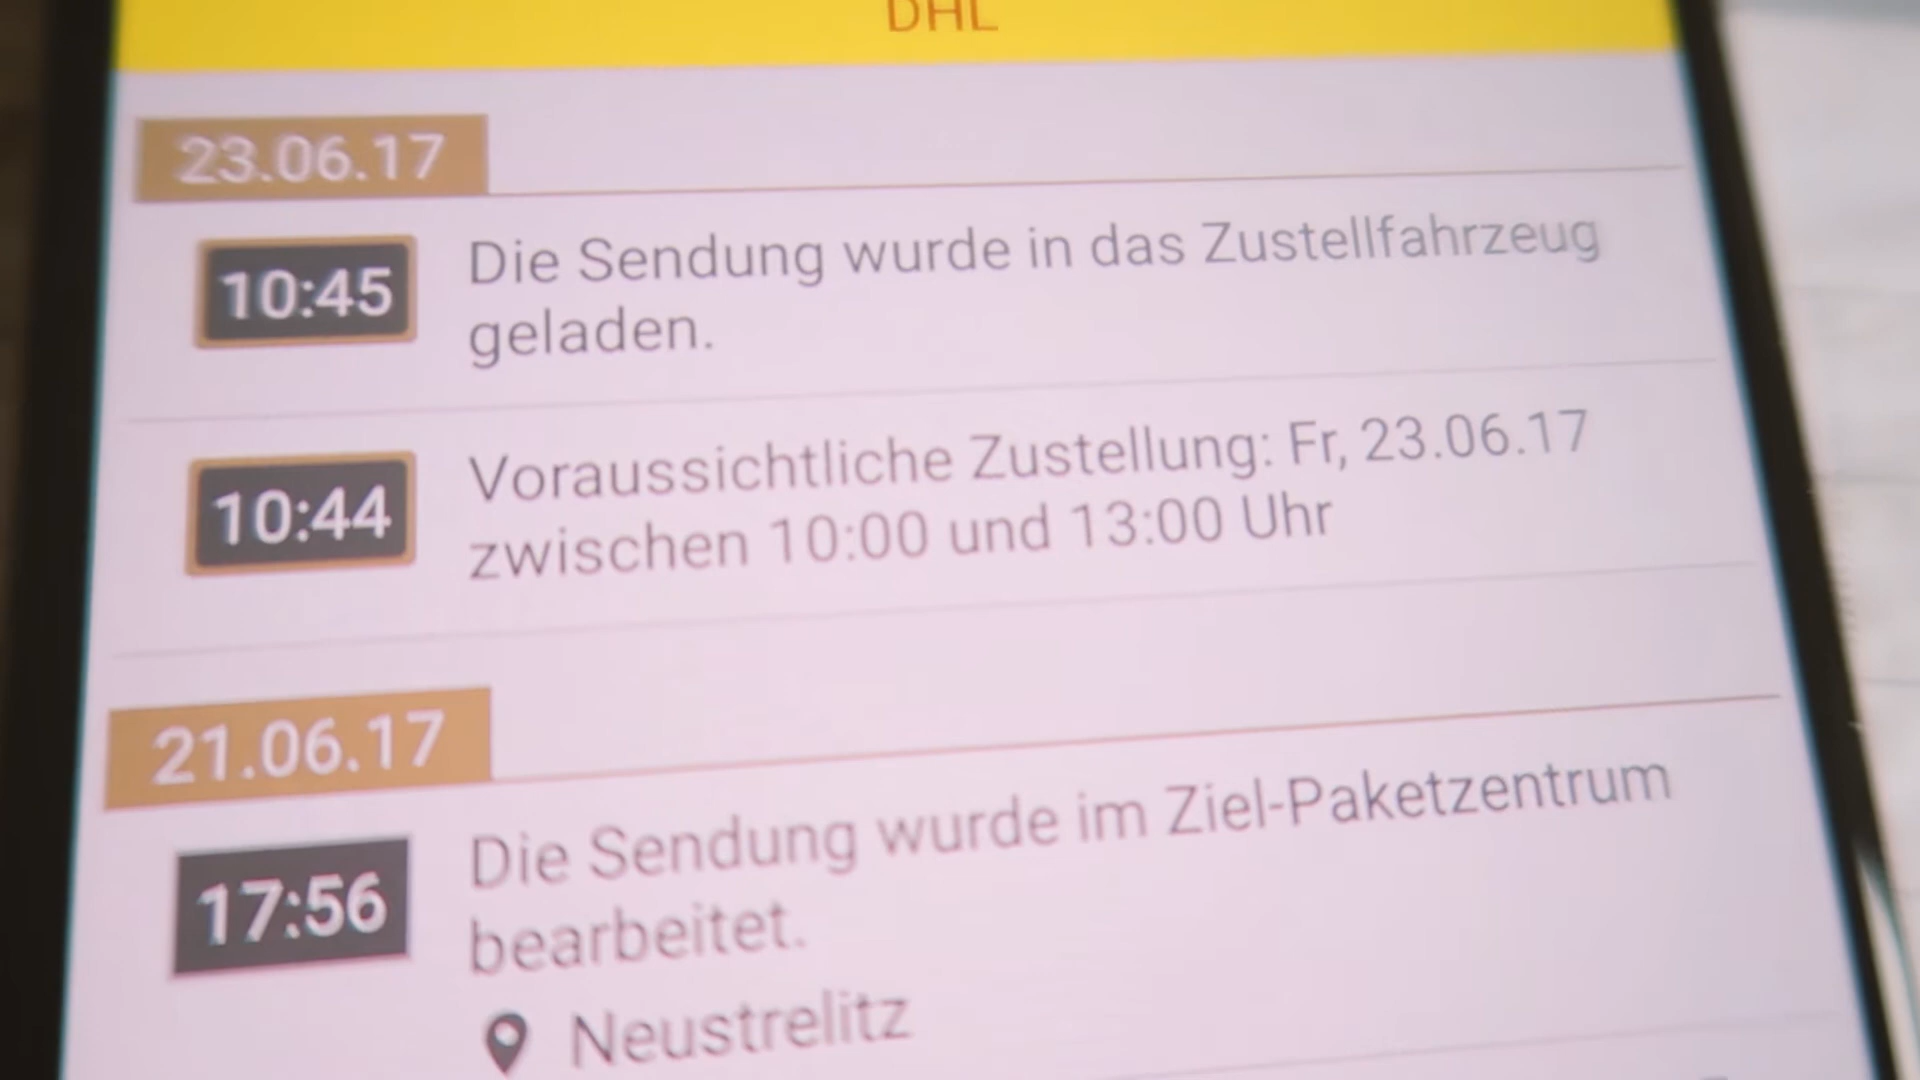 DHL
23.06.17
10:45
Die Sendung wurde in das Zustellfahrzeug
geladen.
10:44
Voraussichtliche Zustellung: Fr, 23.06.17
zwischen 10:00 und 13:00 Uhr
21.06.17
17:56
Die Sendung wurde im Ziel-Paketzentrum
bearbeitet.
Neustrelitz